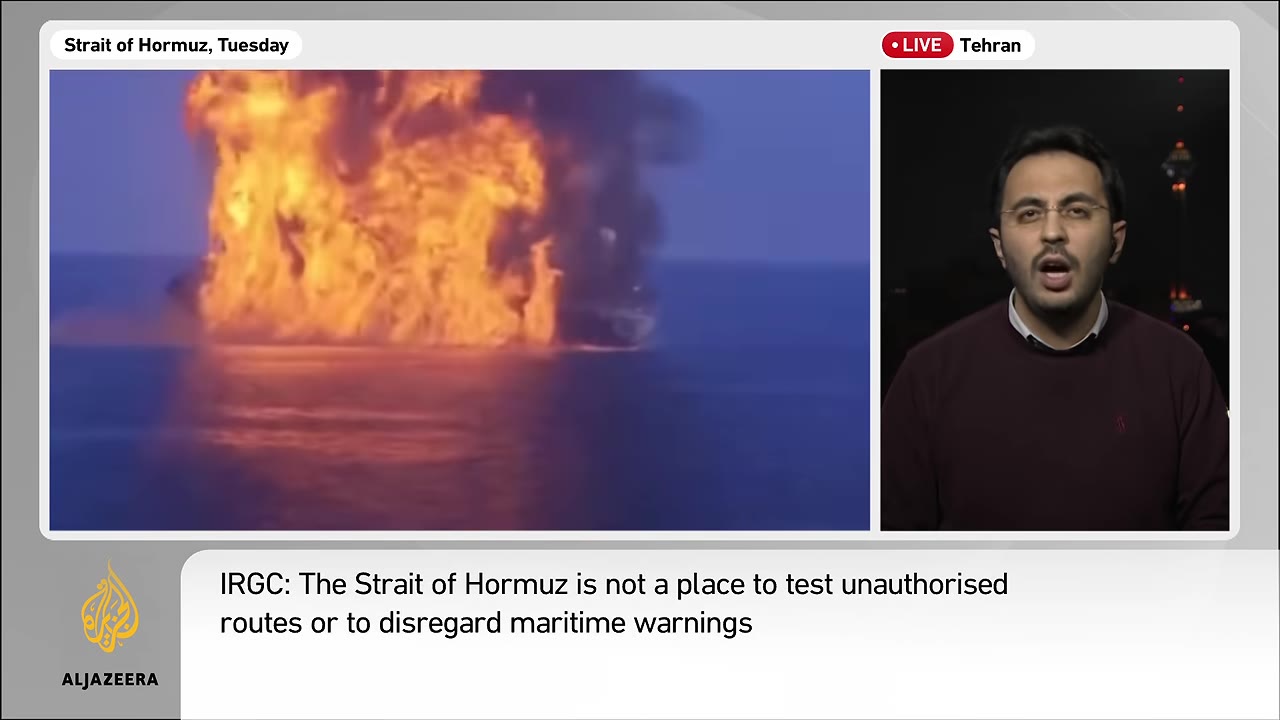 Strait of Hormuz, Tuesday
• LIVE Tehran
IRGC: The Strait of Hormuz is not a place to test unauthorised
routes or to disregard maritime warnings
ALJAZEERA